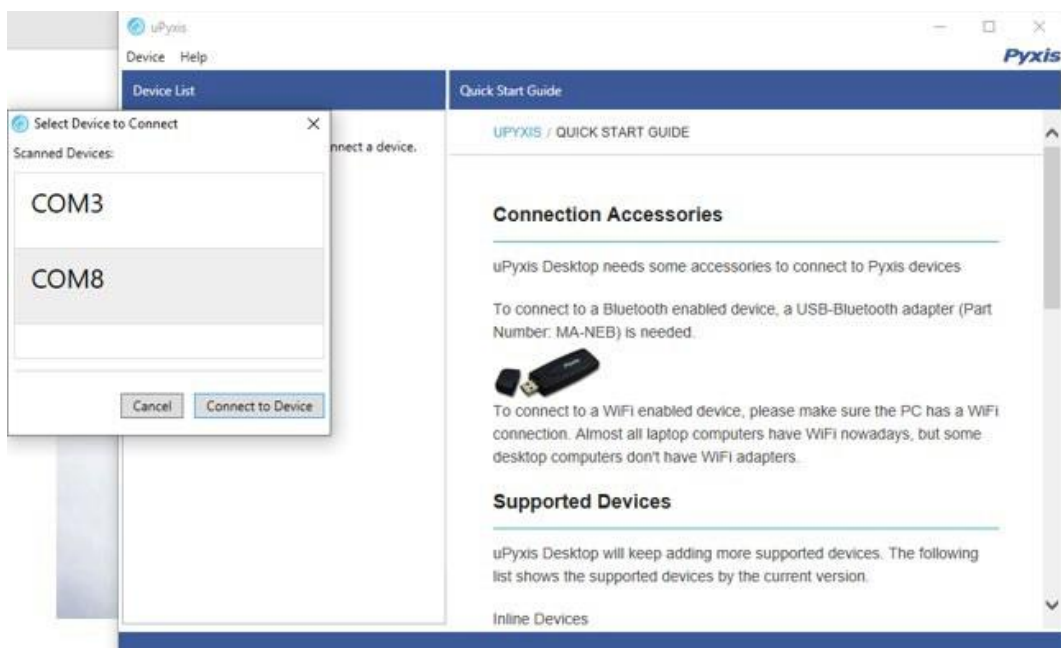 uPyxis
Device Help
Pyxis
Device List
Quick Start Guide
Select Device to Connect
Scanned Devices:
COM3
COM8
Cancel
Connect to Device
nnect a device.
UPYXIS / QUICK START GUIDE
Connection Accessories
uPyxis Desktop needs some accessories to connect to Pyxis devices
To connect to a Bluetooth enabled device, a USB-Bluetooth adapter (Part
Number: MA-NEB) is needed.
Pyxis
To connect to a WiFi enabled device, please make sure the PC has a WiFi
connection. Almost all laptop computers have WiFi nowadays, but some
desktop computers don't have WiFi adapters.
Supported Devices
uPyxis Desktop will keep adding more supported devices. The following
list shows the supported devices by the current version.
Inline Devices